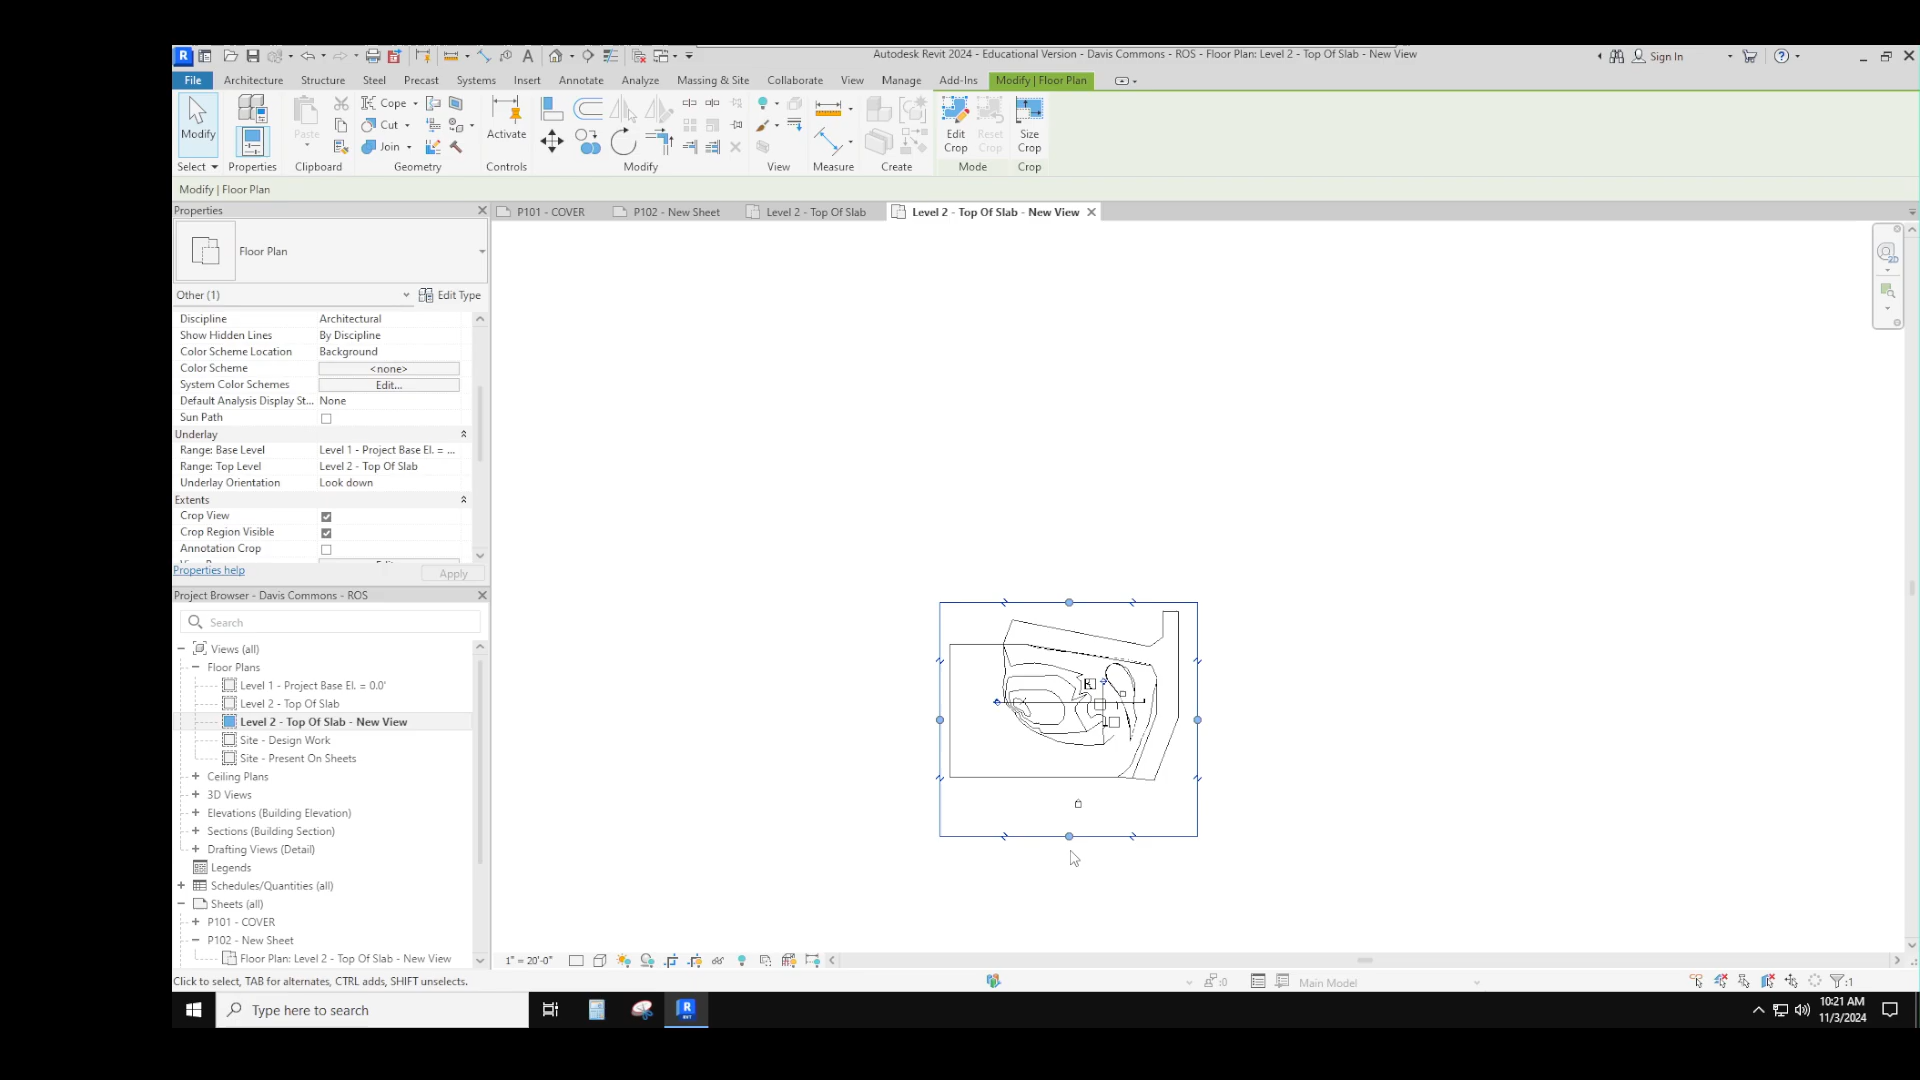 Autodesk Revit 2024 - Educational Version - Davis Commons - ROS - Floor Plan: Level 2 - Top Of Slab - New View
Sign In
File Architecture Structure Steel Precast Systems Insert Annotate Analyze Massing & Site Collaborate View Manage Add-Ins Modify | Floor Plan
Modify
Paste
Cope
Cut
Join
Activate
Edit Crop
Reset Crop
Size Crop
Select Properties Clipboard Geometry Controls Modify View Measure Create Mode Crop
Modify | Floor Plan
Properties
P101 - COVER
P102 - New Sheet
Level 2 - Top Of Slab
Level 2 - Top Of Slab - New View
Floor Plan
Other (1)
Edit Type
Discipline Architectural
Show Hidden Lines By Discipline
Color Scheme Location Background
Color Scheme <none>
System Color Schemes Edit...
Default Analysis Display St... None
Sun Path
Underlay
Range: Base Level Level 1 - Project Base El. = ...
Range: Top Level Level 2 - Top Of Slab
Underlay Orientation Look down
Extents
Crop View
Crop Region Visible
Annotation Crop
Properties help
Apply
Project Browser - Davis Commons - ROS
Search
Views (all)
Floor Plans
Level 1 - Project Base El. = 0.0'
Level 2 - Top Of Slab
Level 2 - Top Of Slab - New View
Site - Design Work
Site - Present On Sheets
Ceiling Plans
3D Views
Elevations (Building Elevation)
Sections (Building Section)
Drafting Views (Detail)
Legends
Schedules/Quantities (all)
Sheets (all)
P101 - COVER
P102 - New Sheet
Floor Plan: Level 2 - Top Of Slab - New View
1" = 20'-0"
Click to select, TAB for alternates, CTRL adds, SHIFT unselects.
:0
Main Model
:1
Type here to search
10:21 AM
11/3/2024